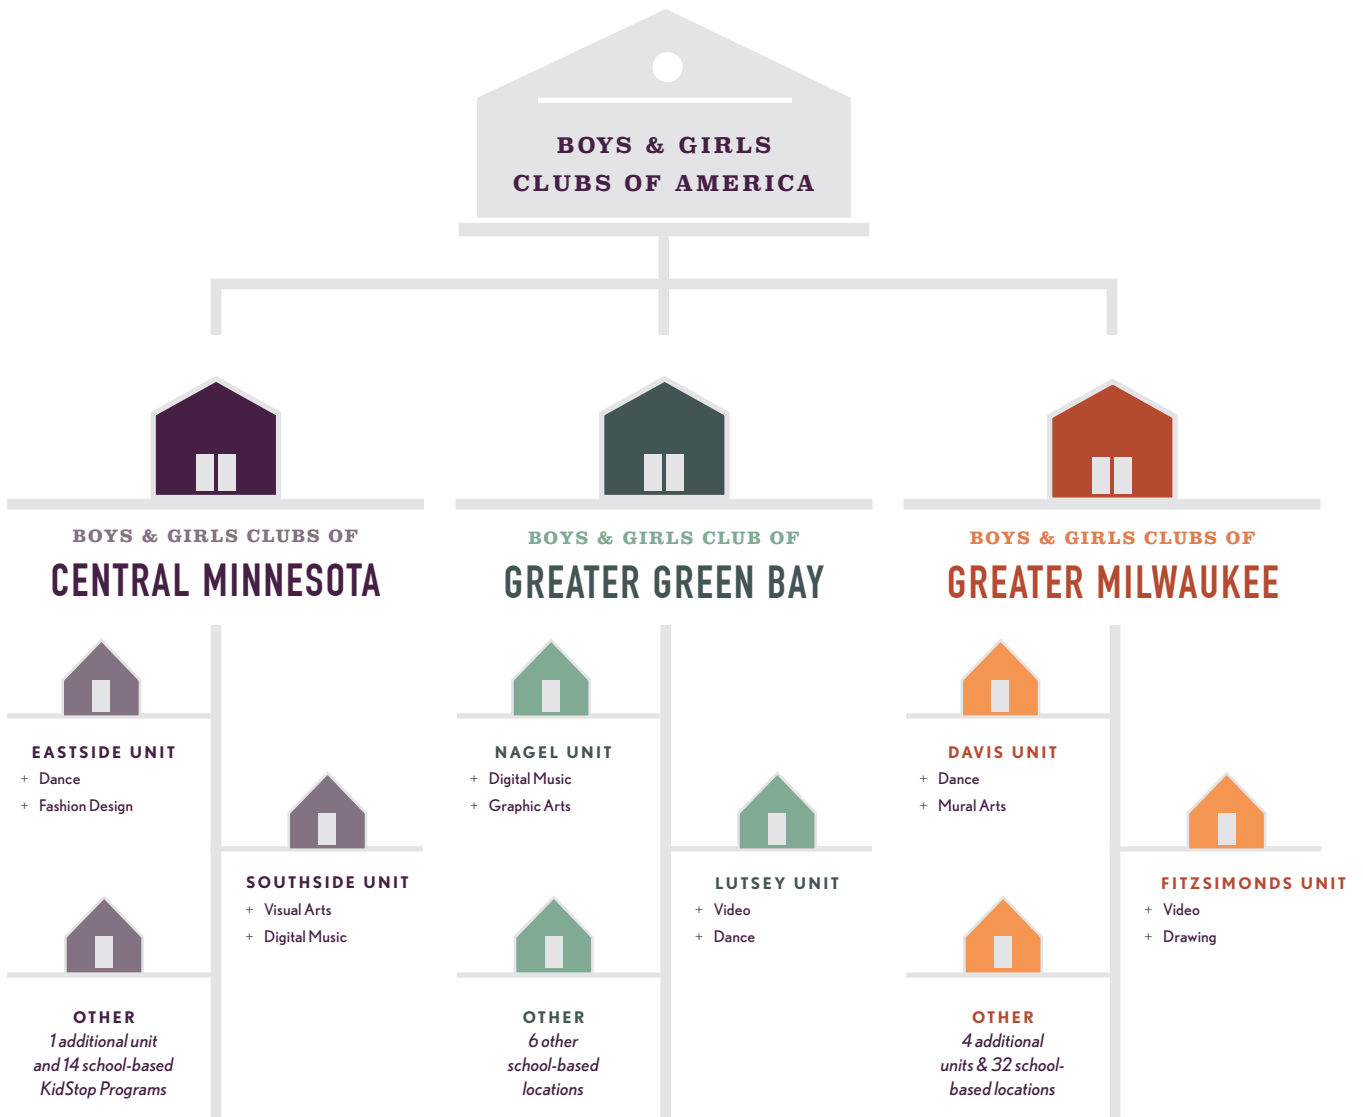 BOYS & GIRLS
CLUBS OF AMERICA
BOYS & GIRLS CLUBS OF
CENTRAL MINNESOTA
EASTSIDE UNIT
+ Dance
+ Fashion Design
SOUTHSIDE UNIT
+ Visual Arts
+ Digital Music
OTHER
1 additional unit
and 14 school-based
KidStop Programs
BOYS & GIRLS CLUB OF
GREATER GREEN BAY
NAGEL UNIT
+ Digital Music
+ Graphic Arts
LUTSEY UNIT
+ Video
+ Dance
OTHER
6 other
school-based
locations
BOYS & GIRLS CLUBS OF
GREATER MILWAUKEE
DAVIS UNIT
+ Dance
+ Mural Arts
FITZSIMONDS UNIT
+ Video
+ Drawing
OTHER
4 additional
units & 32 school-
based locations